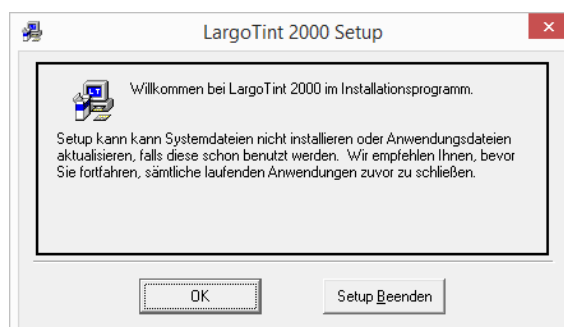 LargoTint 2000 Setup
Willkommen bei LargoTint 2000 im Installationsprogramm.
Setup kann kann Systemdateien nicht installieren oder Anwendungsdateien
aktualisieren, falls diese schon benutzt werden. Wir empfehlen Ihnen, bevor
Sie fortfahren, sämtliche laufenden Anwendungen zuvor zu schließen.
OK
Setup Beenden